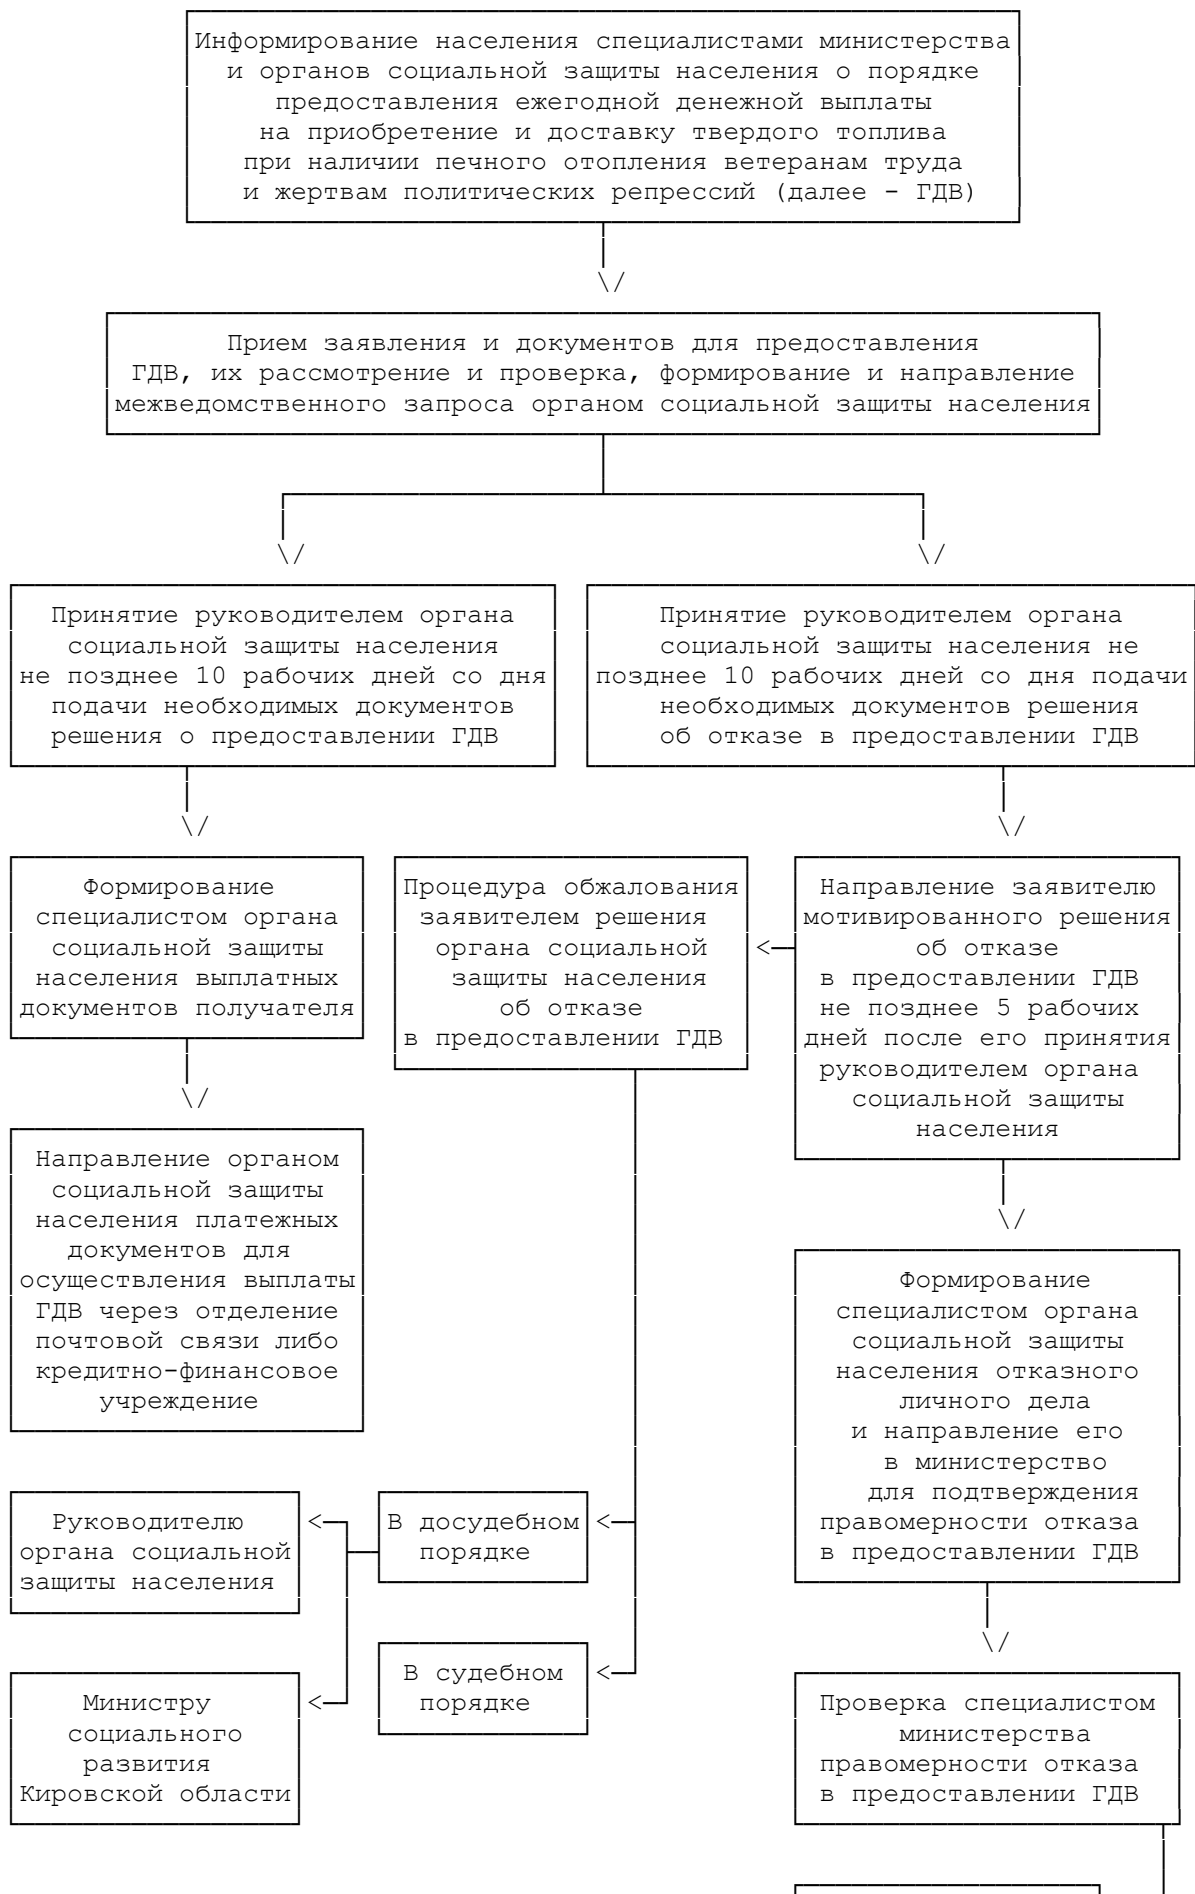 Информирование населения специалистами министерства
и органов социальной защиты населения о порядке
предоставления ежегодной денежной выплаты
на приобретение и доставку твердого топлива
при наличии печного отопления ветеранам труда
и жертвам политических репрессий (далее - ГДВ)
Прием заявления и документов для предоставления
ГДВ, их рассмотрение и проверка, формирование и направление
межведомственного запроса органом социальной защиты населения
Принятие руководителем органа
социальной защиты населения
не позднее 10 рабочих дней со дня
подачи необходимых документов
решения о предоставлении ГДВ
Принятие руководителем органа
социальной защиты населения не
позднее 10 рабочих дней со дня подачи
необходимых документов решения
об отказе в предоставлении ГДВ
Формирование
специалистом органа
социальной защиты
населения выплатных
документов получателя
Процедура обжалования
заявителем решения
органа социальной
защиты населения
об отказе
в предоставлении ГДВ
Направление заявителю
мотивированного решения
об отказе
в предоставлении ГДВ
не позднее 5 рабочих
дней после его принятия
руководителем органа
социальной защиты
населения
Направление органом
социальной защиты
населения платежных
документов для
осуществления выплаты
ГДВ через отделение
почтовой связи либо
кредитно-финансовое
учреждение
Формирование
специалистом органа
социальной защиты
населения отказного
личного дела
и направление его
в министерство
для подтверждения
правомерности отказа
в предоставлении ГДВ
Руководителю
органа социальной
защиты населения
В досудебном
порядке
В судебном
порядке
Министру
социального
развития
Кировской области
Проверка специалистом
министерства
правомерности отказа
в предоставлении ГДВ